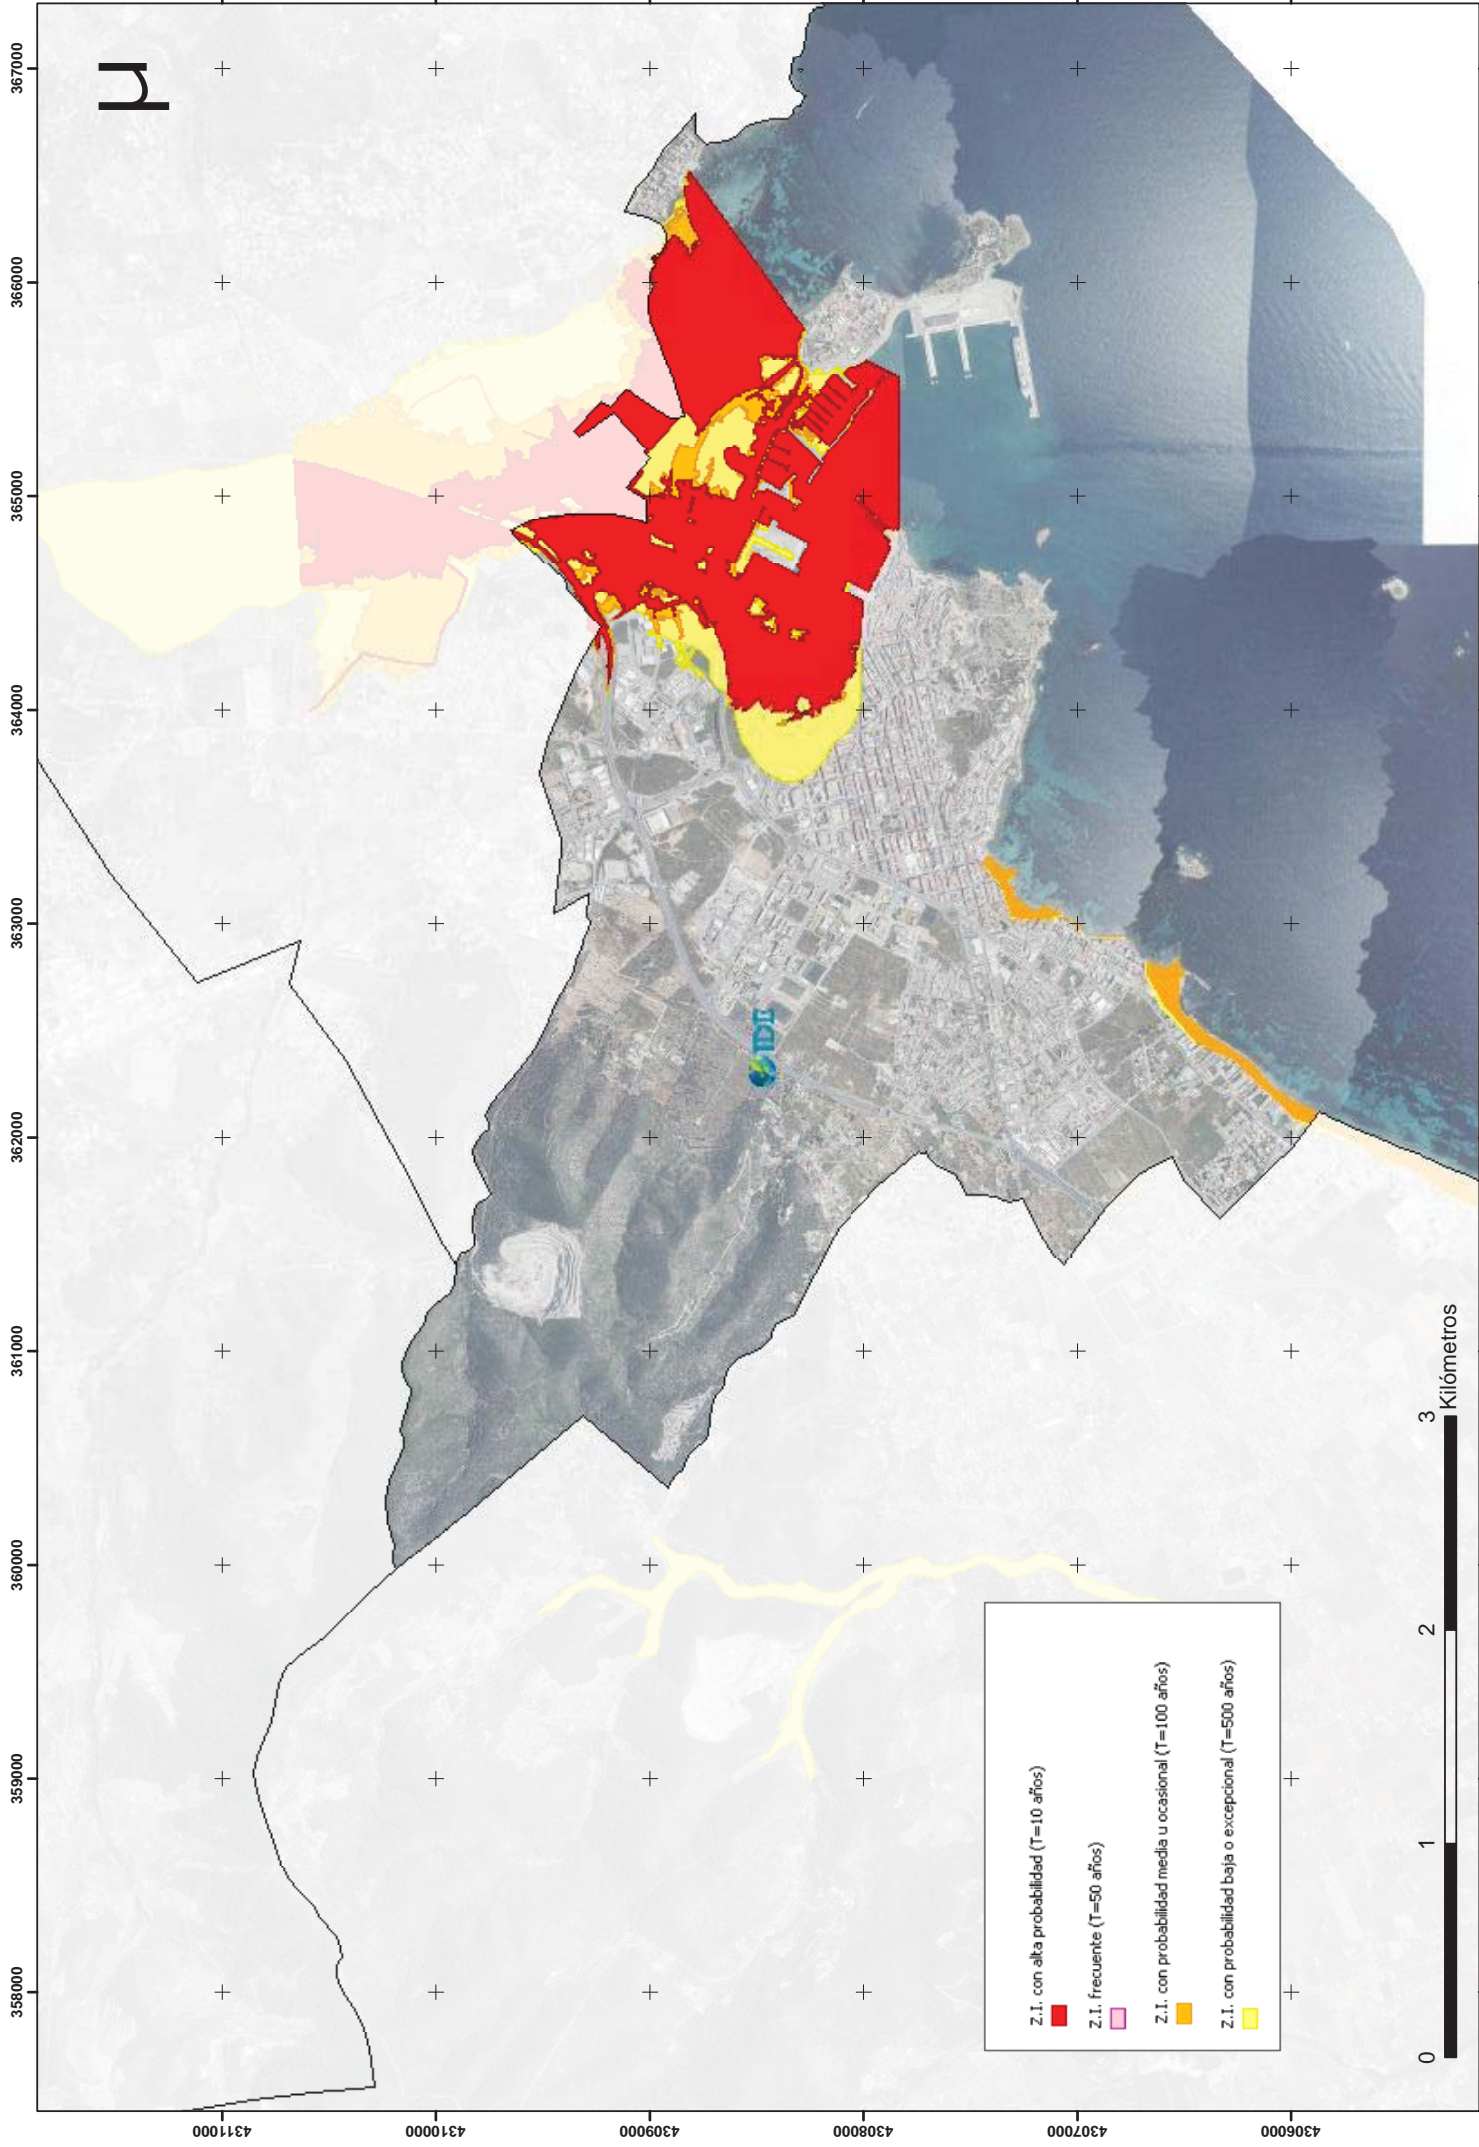 µ
358000
359000
360000
361000
362000
363000
364000
365000
366000
367000
4311000
4310000
4309000
4308000
4307000
4306000
IDE
Z.I. con alta probabilidad (T=10 años)
Z.I. frecuente (T=50 años)
Z.I. con probabilidad media u ocasional (T=100 años)
Z.I. con probabilidad baja o excepcional (T=500 años)
0 1 2 3
Kilómetros